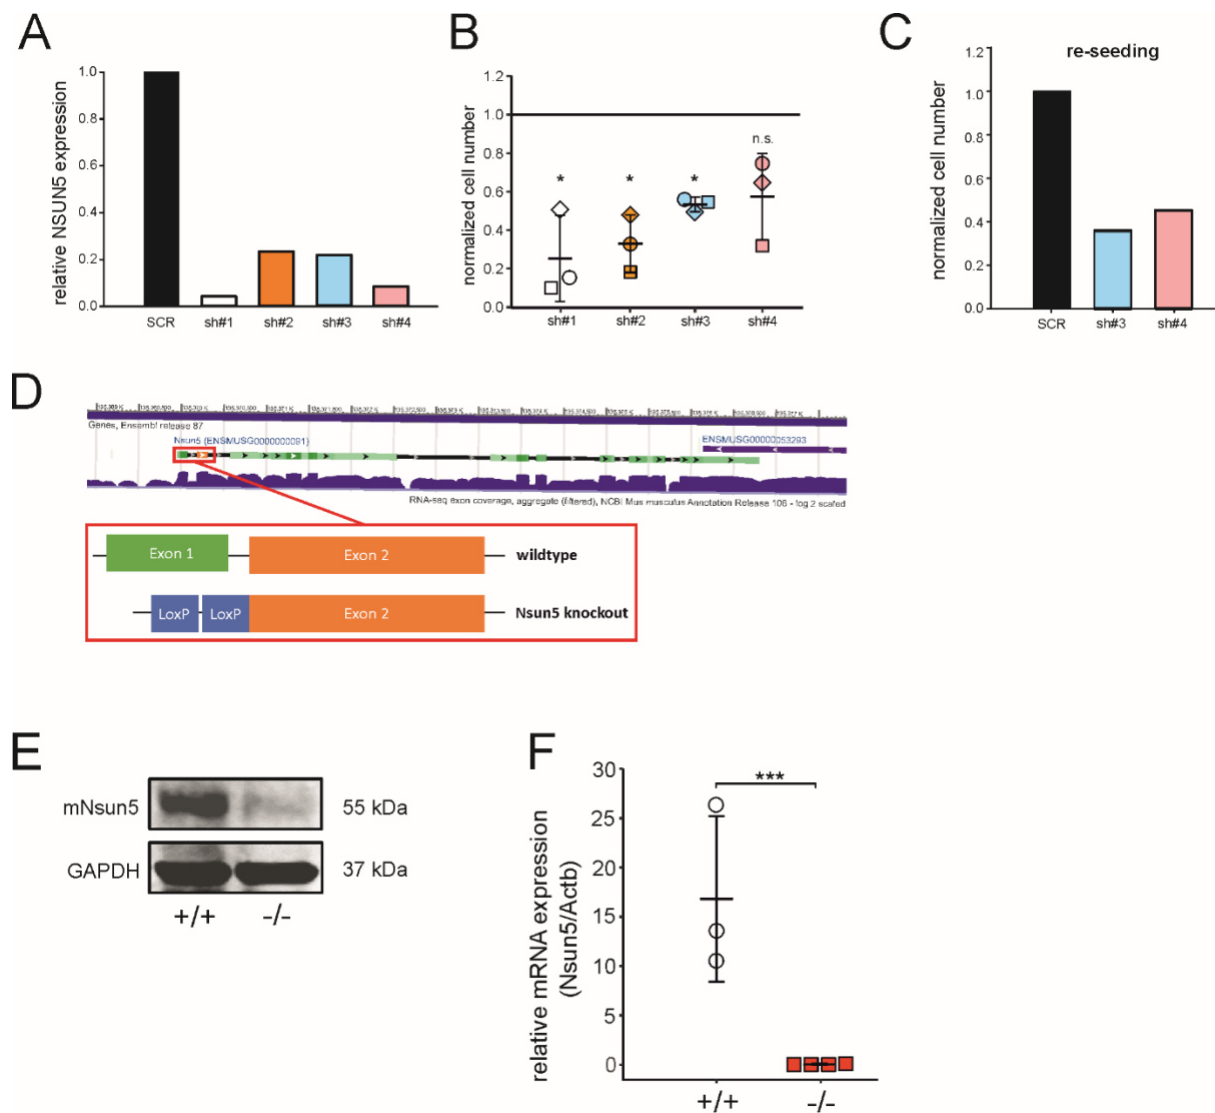 A
relative NSUN5 expression
1.0
0.8
0.6
0.4
0.2
0.0
SCR
sh#1
sh#2
sh#3
sh#4
B
normalized cell number
1.2
1.0
0.8
0.6
0.4
0.2
0.0
*
*
*
n.s.
sh#1
sh#2
sh#3
sh#4
C
re-seeding
normalized cell number
1.2
1.0
0.8
0.6
0.4
0.2
0.0
SCR
sh#3
sh#4
D
Genes, Ensembl release 87
Nsun5 (ENSMUSG0000000091)
ENSMUSG00000053293
RNA-seq exon coverage, aggregate (filtered), NCBI Mus musculus Annotation Release 106 - log 2 scaled
Exon 1
Exon 2
wildtype
LoxP
LoxP
Exon 2
Nsun5 knockout
E
mNsun5
55 kDa
GAPDH
37 kDa
+/+
-/-
F
relative mRNA expression
(Nsun5/Actb)
30
25
20
15
10
5
0
***
+/+
-/-